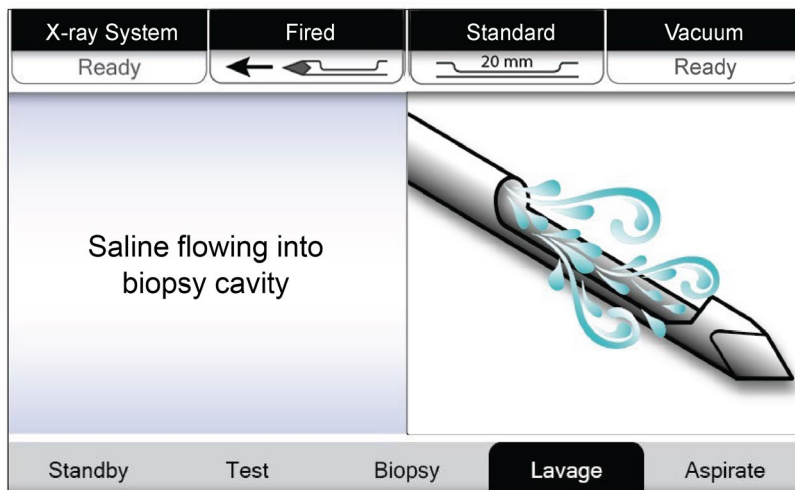 X-ray System
Fired
Standard
Vacuum
Ready
20 mm
Ready
Saline flowing into
biopsy cavity
Standby
Test
Biopsy
Lavage
Aspirate